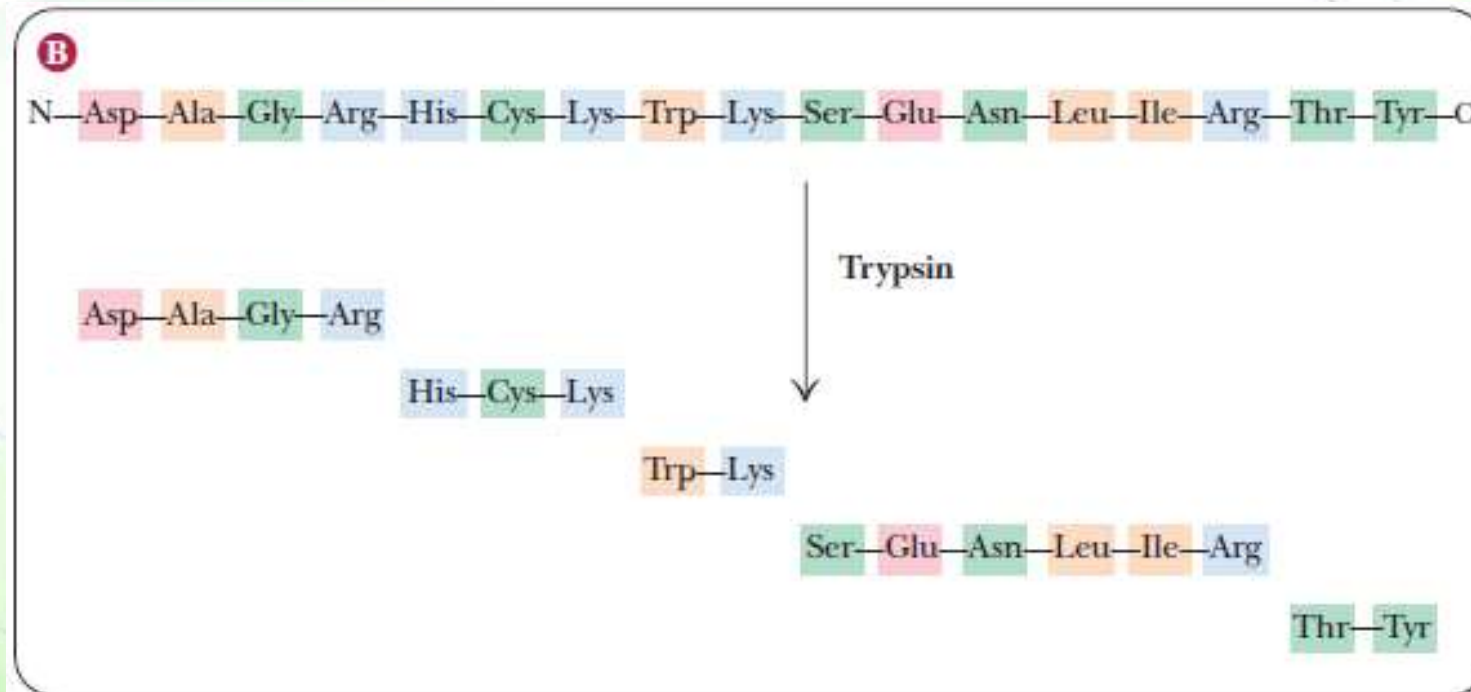 B
N—Asp—Ala—Gly—Arg—His—Cys—Lys—Trp—Lys—Ser—Glu—Asn—Leu—Ile—Arg—Thr—Tyr—C
Trypsin
Asp—Ala—Gly—Arg
His—Cys—Lys
Trp—Lys
Ser—Glu—Asn—Leu—Ile—Arg
Thr—Tyr